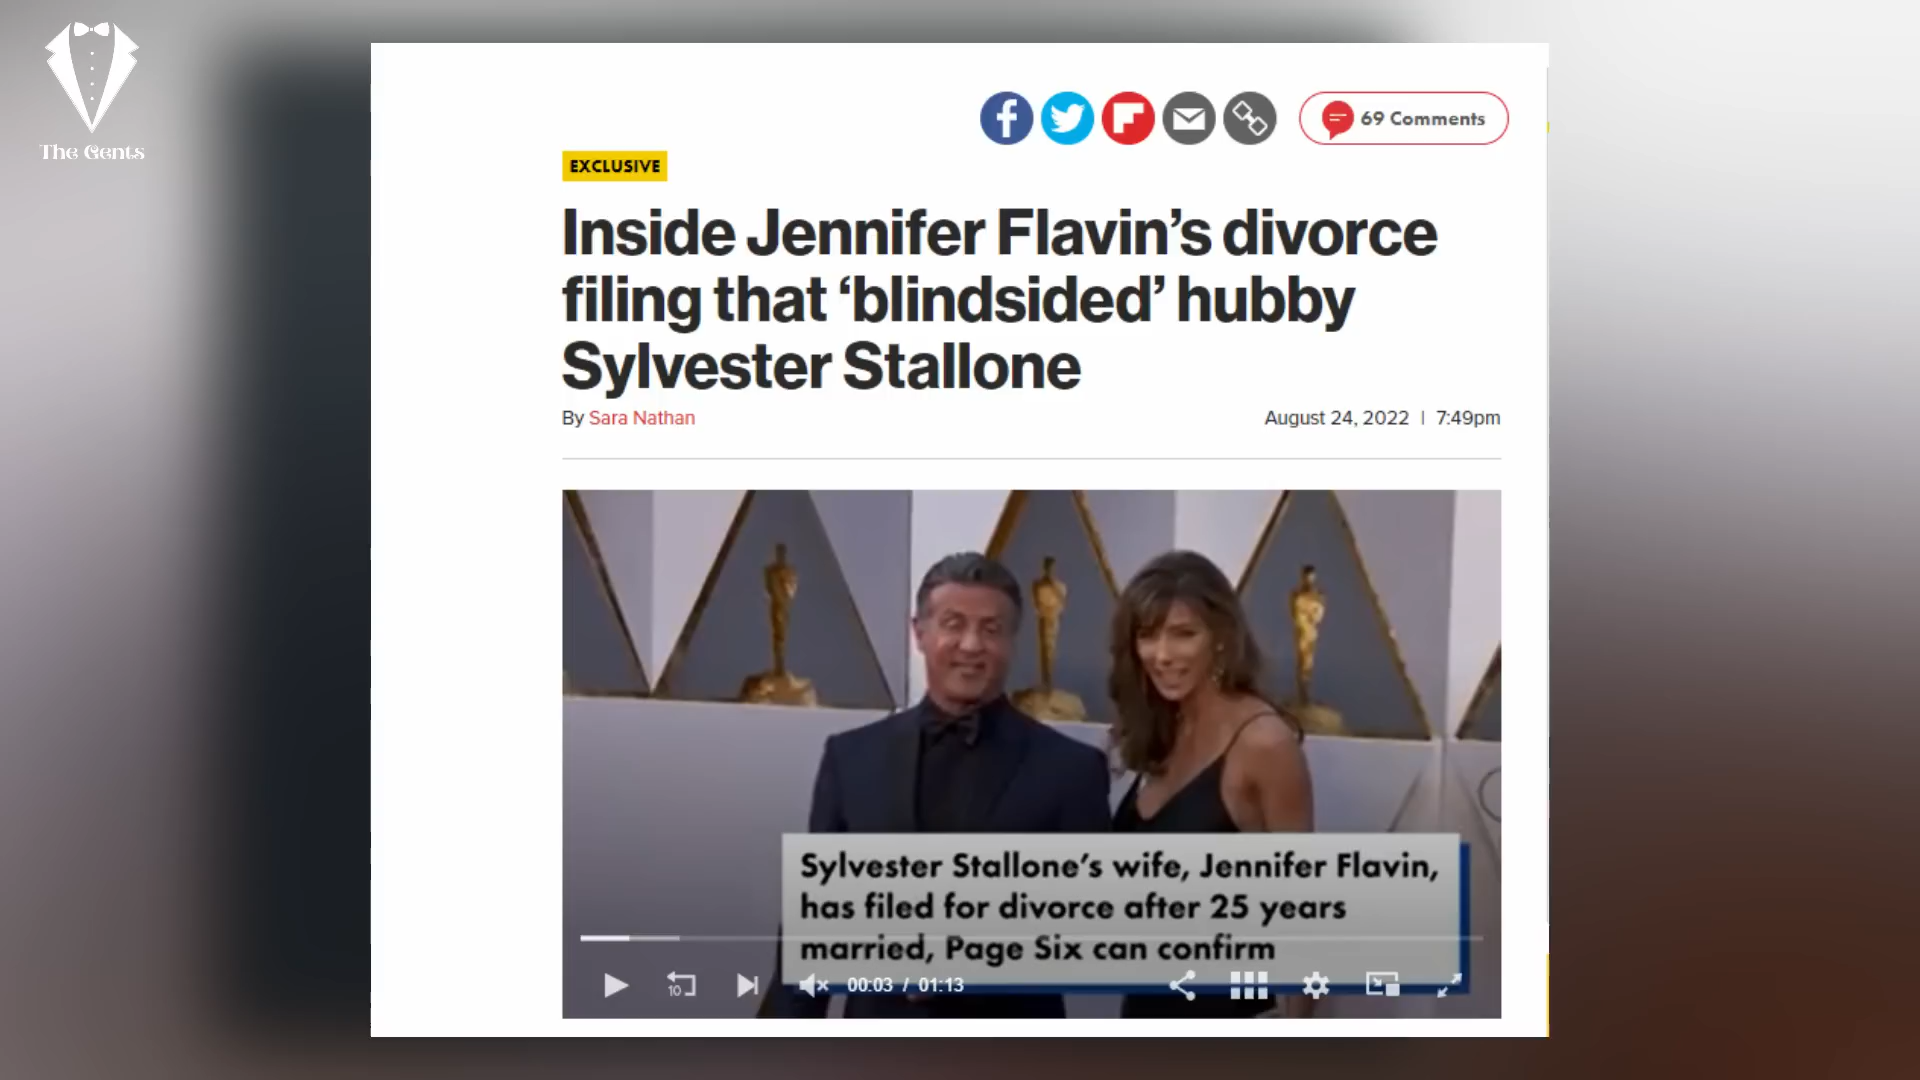 The Gents
69 Comments
EXCLUSIVE
Inside Jennifer Flavin’s divorce
filing that ‘blindsided’ hubby
Sylvester Stallone
By Sara Nathan
August 24, 2022 | 7:49pm
Sylvester Stallone’s wife, Jennifer Flavin,
has filed for divorce after 25 years
married, Page Six can confirm
10
00:03 / 01:13